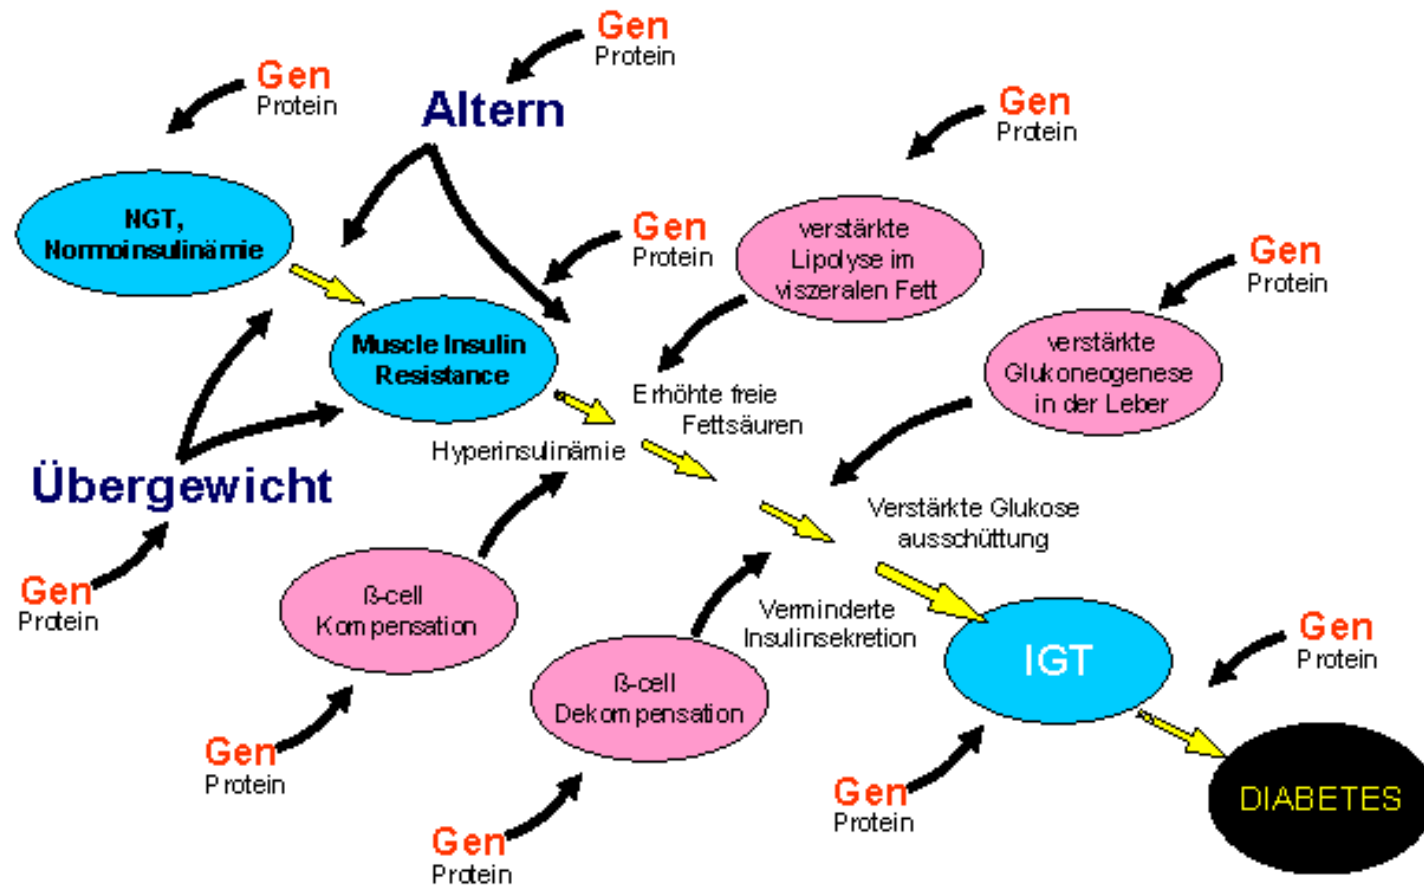 Gen
Protein
Gen
Protein
Altern
Gen
Protein
NGT,
Normoinsulinämie
Gen
Protein
verstärkte
Lipolyse im
viszeralen Fett
Gen
Protein
Muscle Insulin
Resistance
verstärkte
Glukoneogenese
in der Leber
Erhöhte freie
Fettsäuren
Hyperinsulinämie
Übergewicht
Verstärkte Glukose
ausschüttung
Gen
Protein
ß-cell
Kompensation
Verminderte
Insulinsekretion
ß-cell
Dekompensation
IGT
Gen
Protein
Gen
Protein
Gen
Protein
DIABETES
Gen
Protein